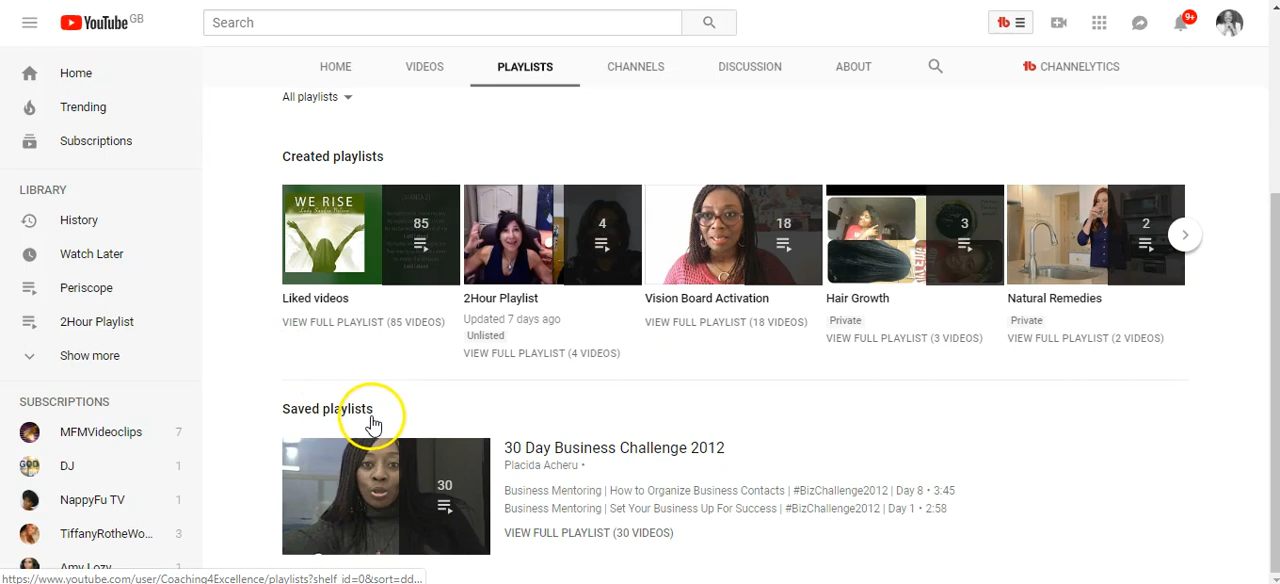 YouTube GB
Search
9+
Home
Trending
Subscriptions
LIBRARY
History
Watch Later
Periscope
2Hour Playlist
Show more
SUBSCRIPTIONS
MFMVideoclips 7
DJ 1
NappyFu TV 1
TiffanyRotheWo... 3
Amy Lozy
HOME VIDEOS PLAYLISTS CHANNELS DISCUSSION ABOUT CHANNELYTICS
All playlists
Created playlists
WE RISE
85
4
18
3
2
Liked videos
VIEW FULL PLAYLIST (85 VIDEOS)
2Hour Playlist
Updated 7 days ago
Unlisted
VIEW FULL PLAYLIST (4 VIDEOS)
Vision Board Activation
VIEW FULL PLAYLIST (18 VIDEOS)
Hair Growth
Private
VIEW FULL PLAYLIST (3 VIDEOS)
Natural Remedies
Private
VIEW FULL PLAYLIST (2 VIDEOS)
Saved playlists
30
30 Day Business Challenge 2012
Placida Acheru •
Business Mentoring | How to Organize Business Contacts | #BizChallenge2012 | Day 8 • 3:45
Business Mentoring | Set Your Business Up For Success | #BizChallenge2012 | Day 1 • 2:58
VIEW FULL PLAYLIST (30 VIDEOS)
https://www.youtube.com/user/Coaching4Excellence/playlists?shelf_id=0&sort=dd...